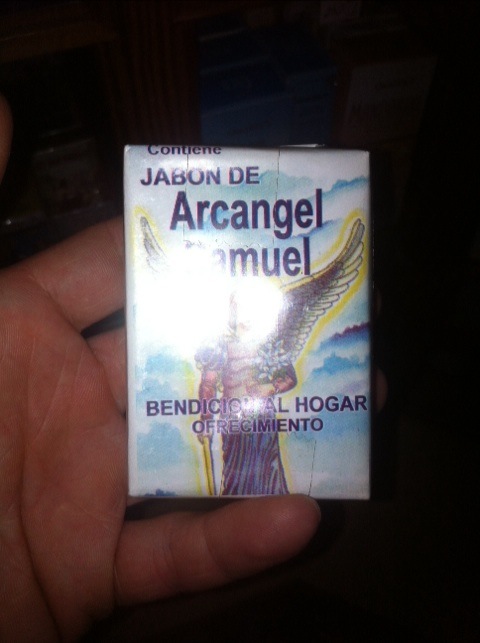 Contiene
JABON DE
Arcangel
BENDICION AL HOGAR
OFRECIMIENTO